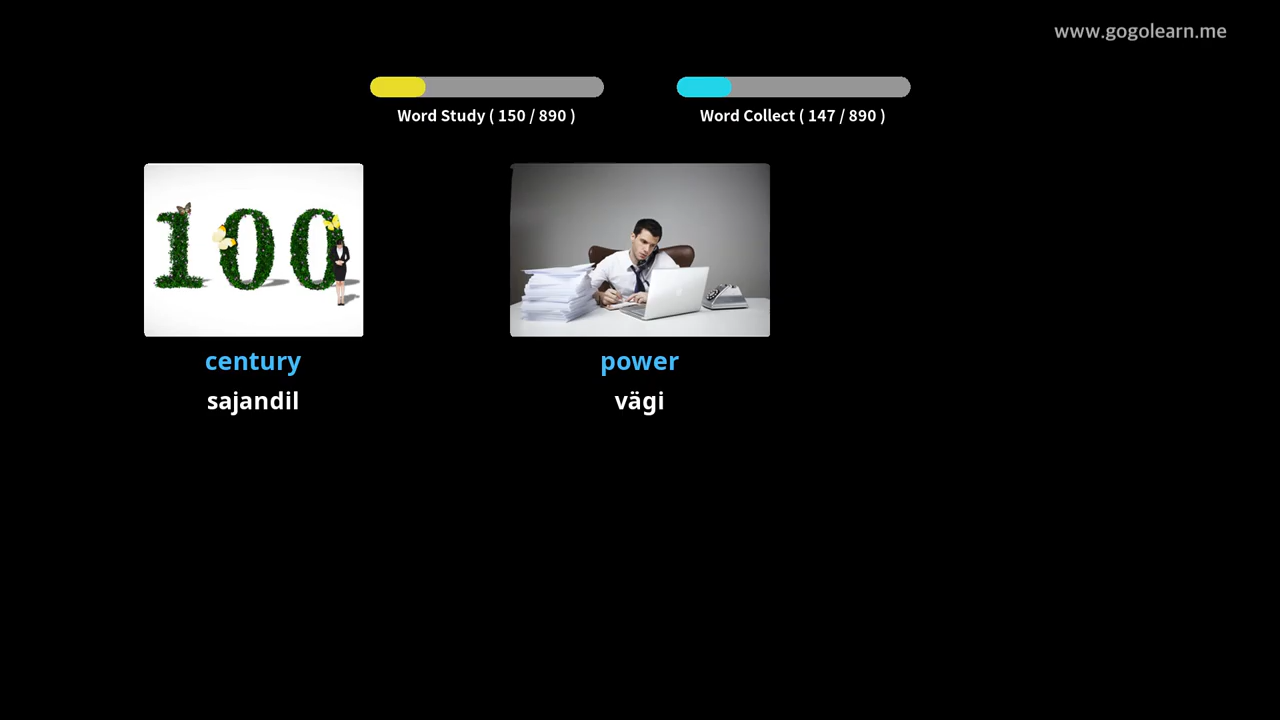 www.gogolearn.me
Word Study ( 150 / 890 )
Word Collect ( 147 / 890 )
100
century
power
sajandil
vägi